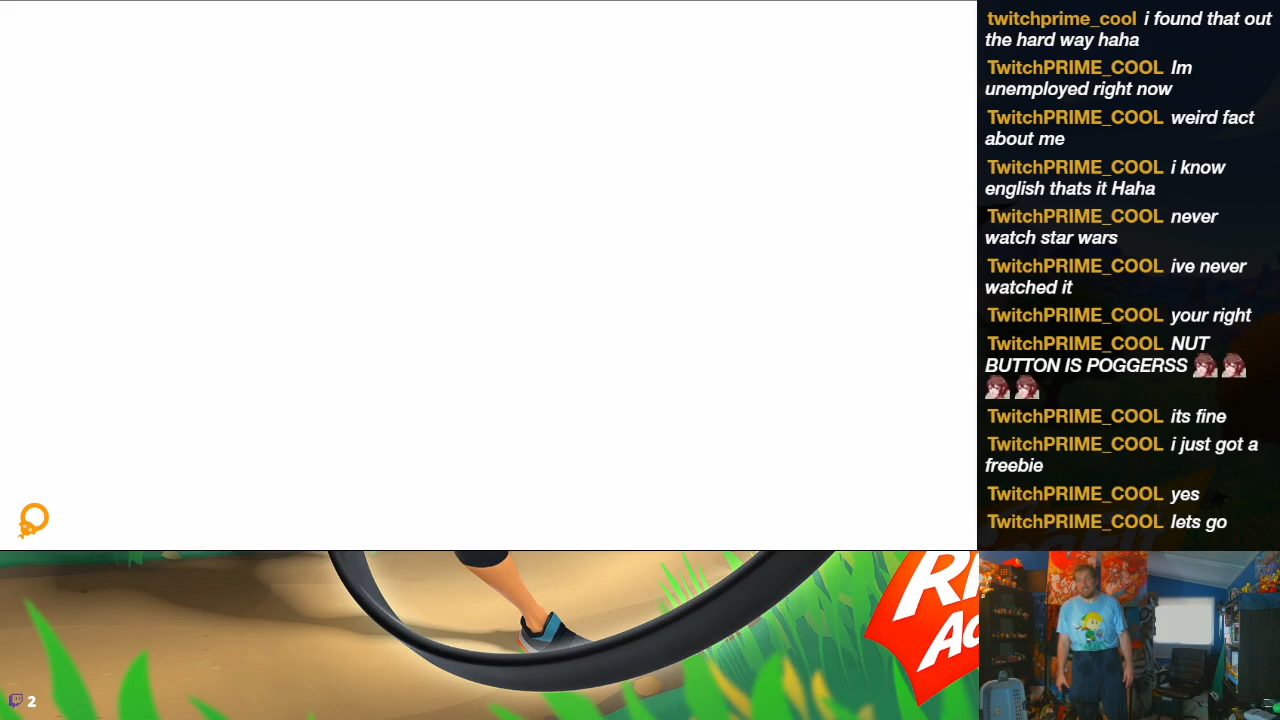 twitchprime_cool i found that out
the hard way haha
TwitchPRIME_COOL Im
unemployed right now
TwitchPRIME_COOL weird fact
about me
TwitchPRIME_COOL i know
english thats it Haha
TwitchPRIME_COOL never
watch star wars
TwitchPRIME_COOL ive never
watched it
TwitchPRIME_COOL your right
TwitchPRIME_COOL NUT
BUTTON IS POGGERSS
TwitchPRIME_COOL its fine
TwitchPRIME_COOL i just got a
freebie
TwitchPRIME_COOL yes
TwitchPRIME_COOL lets go
2